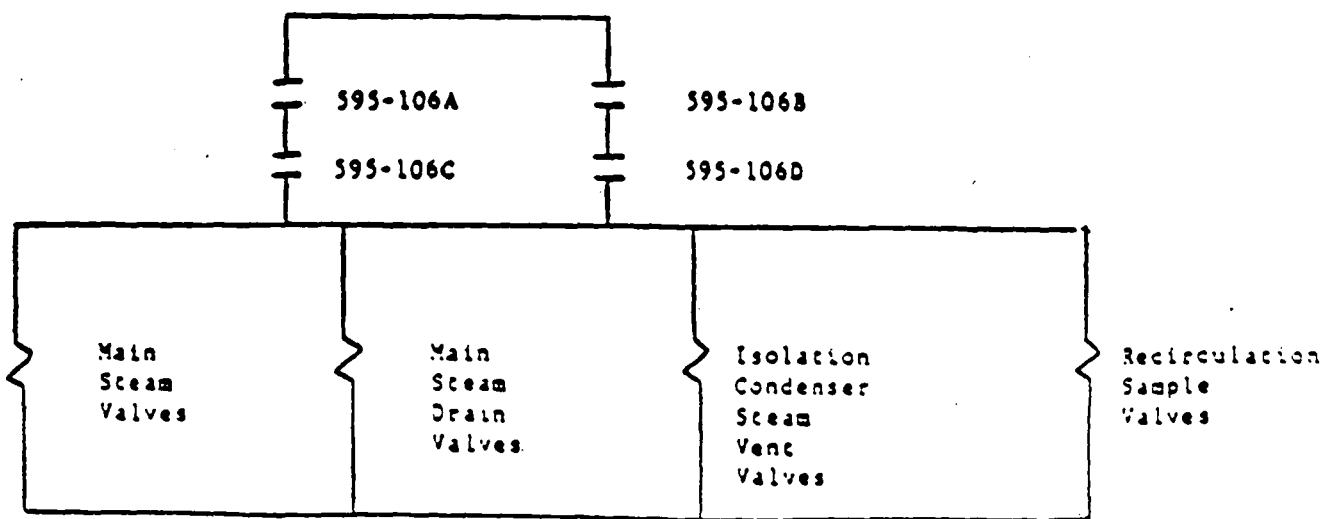 595-106A
595-106B
595-106C
595-106D
Main
Steam
Valves
Main
Steam
Drain
Valves
Isolation
Condenser
Steam
Vent
Valves
Recirculation
Sample
Valves